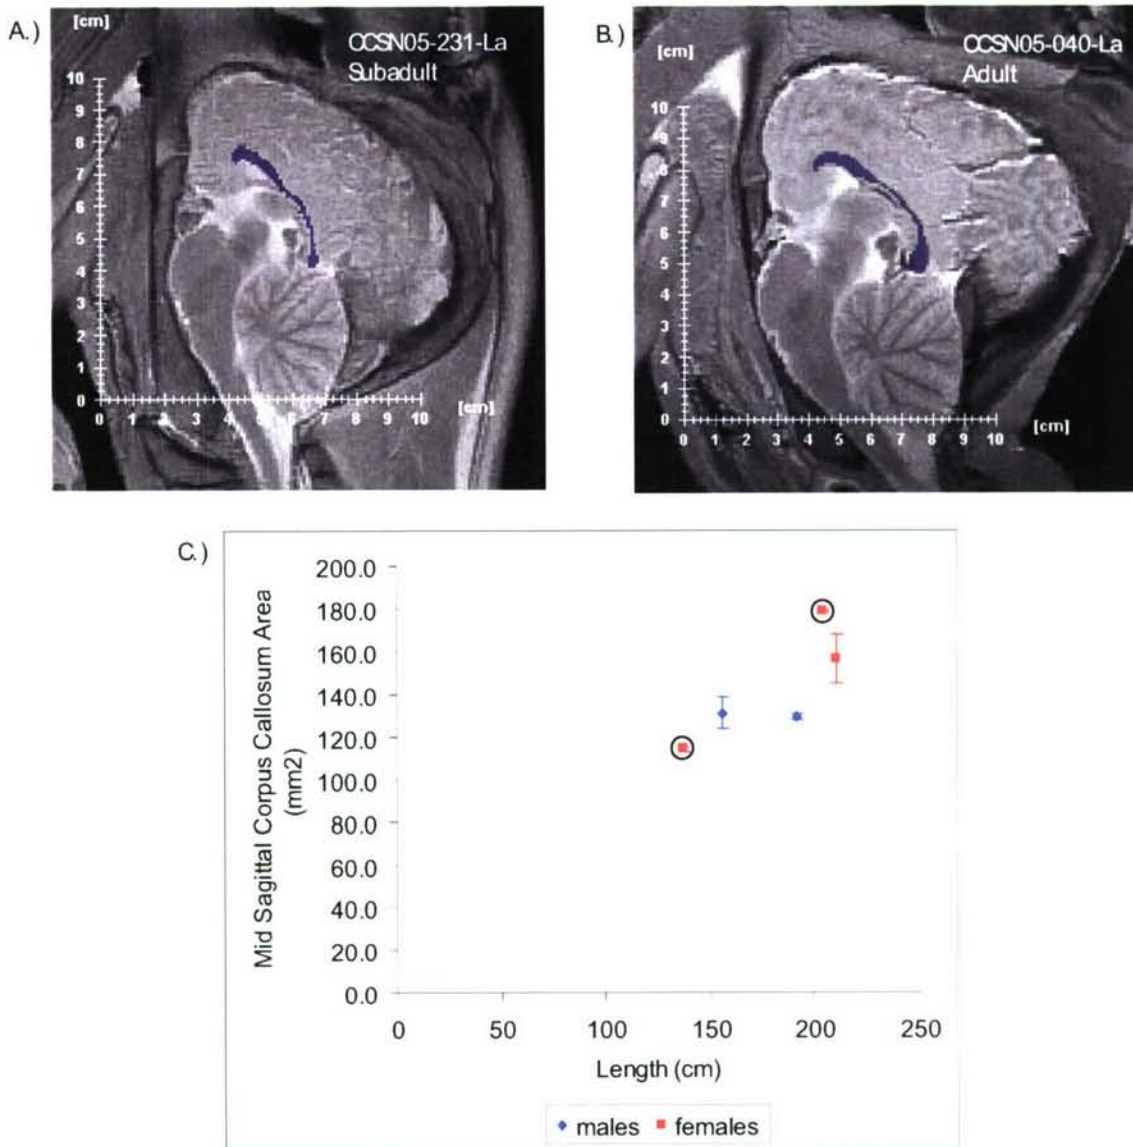 A.)
[cm]
CCSN05-231-La
Subadult
10
9
8
7
6
5
4
3
2
1
0
0 1 2 3 4 5 6 7 8 9 10
[cm]
B.)
[cm]
CCSN05-040-La
Adult
10
9
8
7
6
5
4
3
2
1
0
0 1 2 3 4 5 6 7 8 9 10
[cm]
C.)
Mid Sagittal Corpus Callosum Area
(mm2)
200.0
180.0
160.0
140.0
120.0
100.0
80.0
60.0
40.0
20.0
0.0
0 50 100 150 200 250
Length (cm)
males females